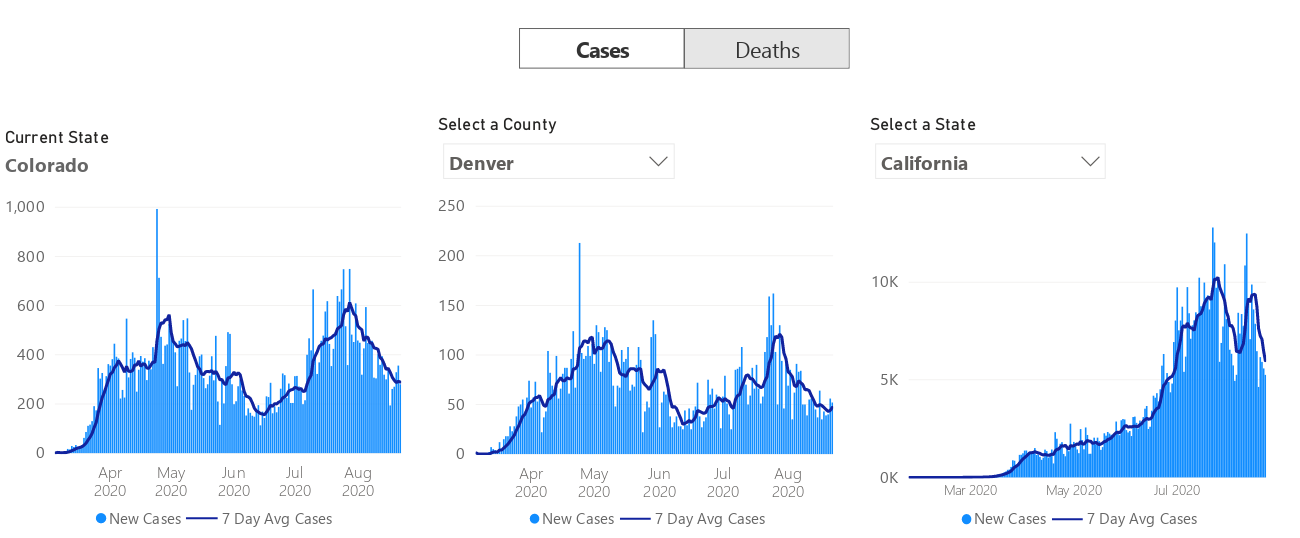 Cases Deaths
Current State
Colorado
1,000
800
600
400
200
0
Apr 2020
May 2020
Jun 2020
Jul 2020
Aug 2020
New Cases 7 Day Avg Cases
Select a County
Denver
250
200
150
100
50
0
Apr 2020
May 2020
Jun 2020
Jul 2020
Aug 2020
New Cases 7 Day Avg Cases
Select a State
California
10K
5K
0K
Mar 2020 May 2020 Jul 2020
New Cases 7 Day Avg Cases